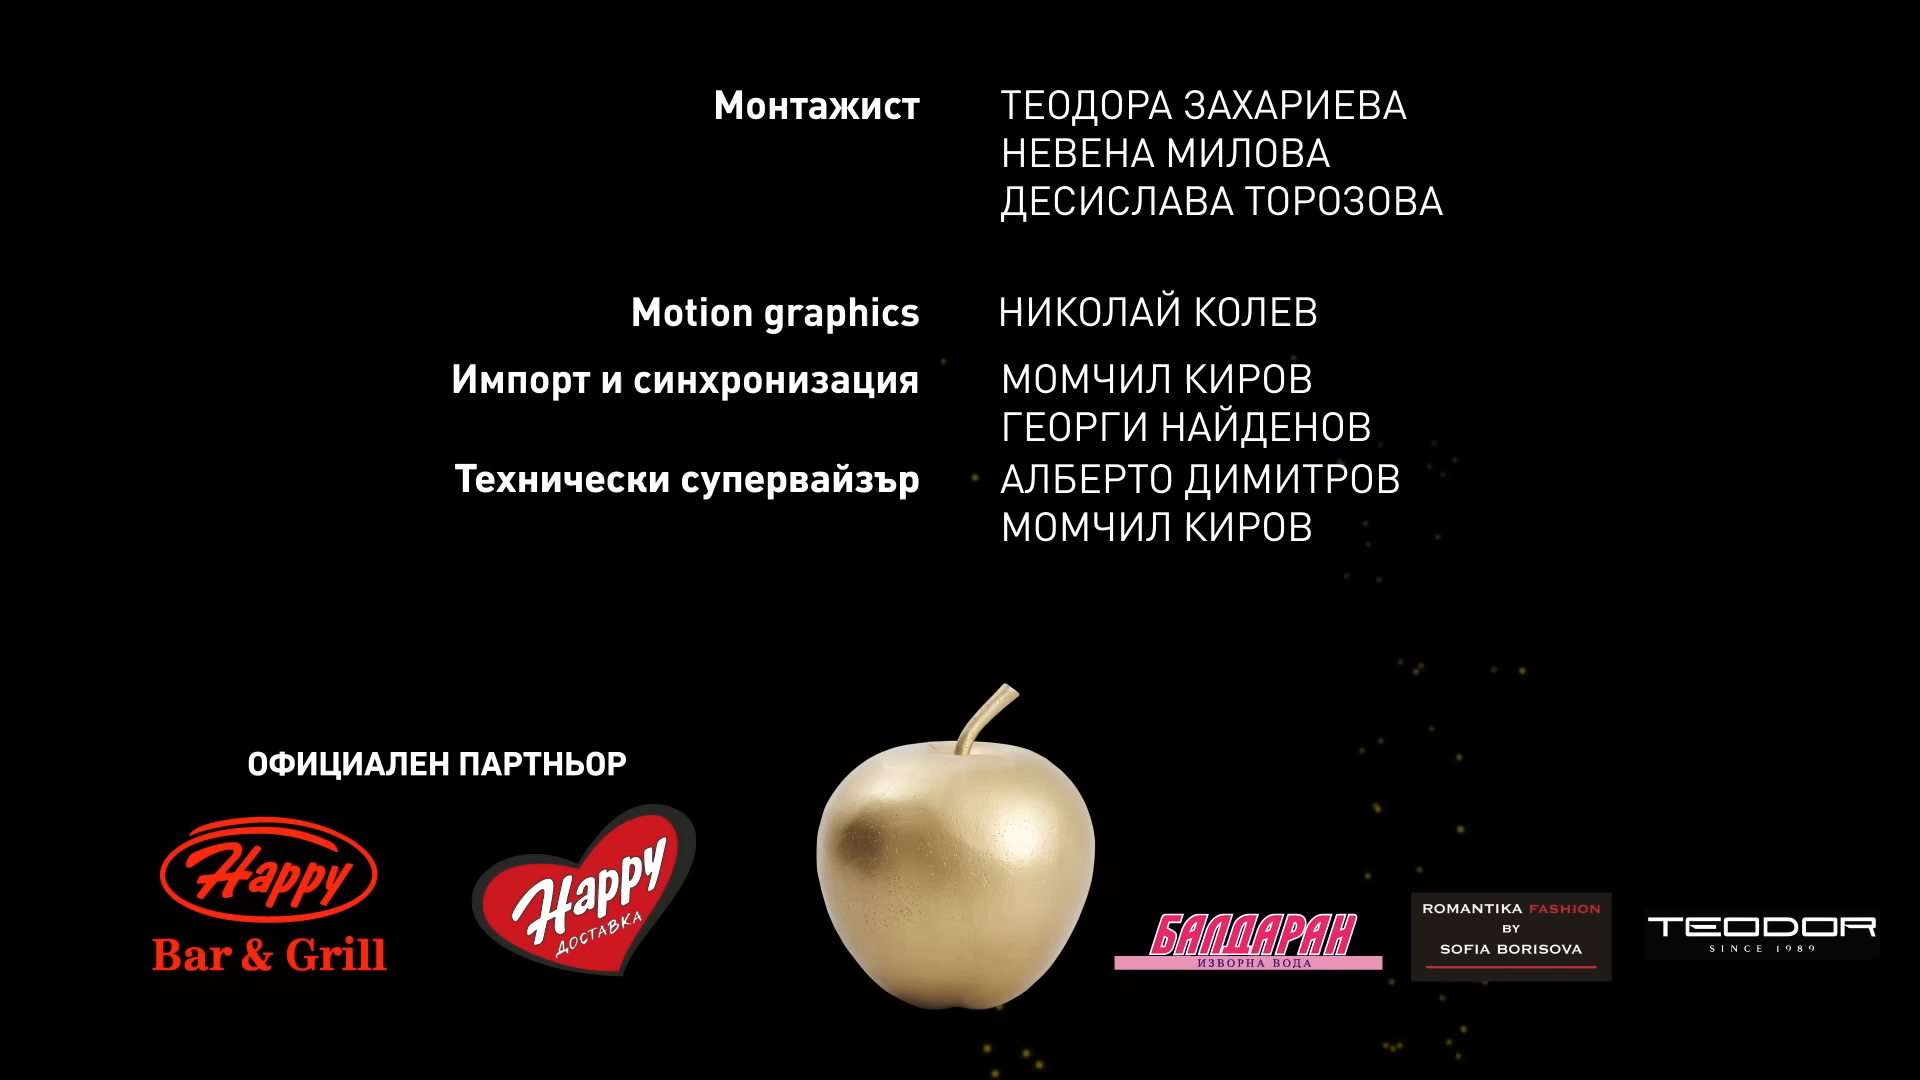 Монтажист ТЕОДОРА ЗАХАРИЕВА
НЕВЕНА МИЛОВА
ДЕСИСЛАВА ТОРОЗОВА
Motion graphics НИКОЛАЙ КОЛЕВ
Импорт и синхронизация МОМЧИЛ КИРОВ
ГЕОРГИ НАЙДЕНОВ
Технически супервайзър АЛБЕРТО ДИМИТРОВ
МОМЧИЛ КИРОВ
ОФИЦИАЛЕН ПАРТНЬОР
Happy
Bar & Grill
Happy
ДОСТАВКА
БАЛДАРАН
ИЗВОРНА ВОДА
ROMANTIKA FASHION
BY
SOFIA BORISOVA
TEODOR
SINCE 1989